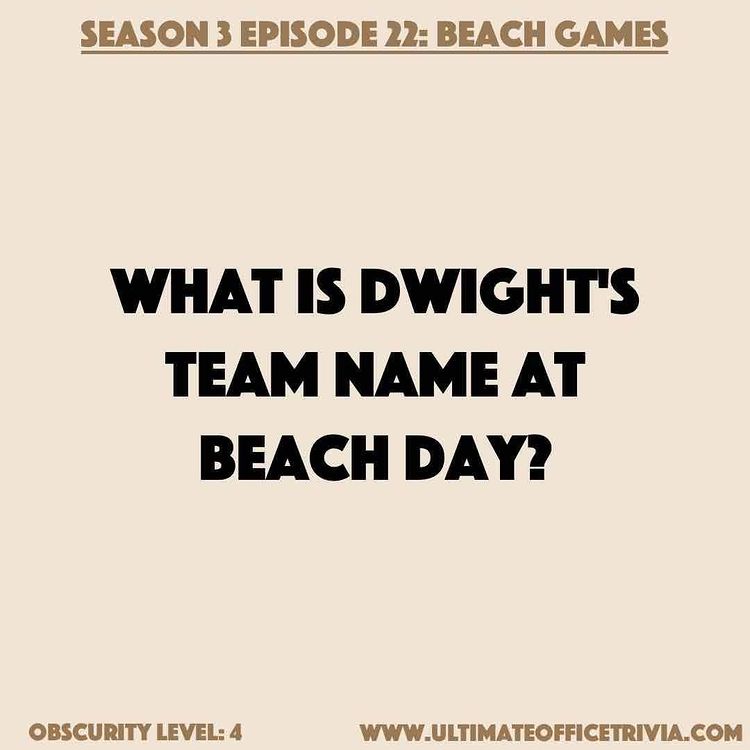 SEASON 3 EPISODE 22: BEACH GAMES
WHAT IS DWIGHT'S
TEAM NAME AT
BEACH DAY?
OBSCURITY LEVEL: 4
WWW.ULTIMATEOFFICETRIVIA.COM